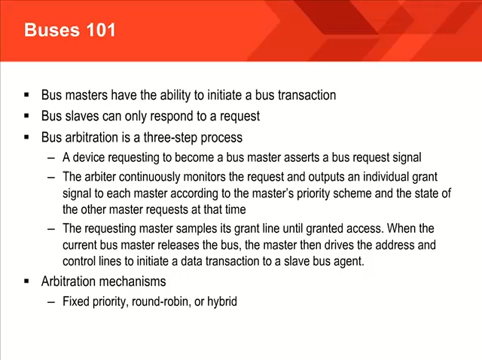 Buses 101
▪ Bus masters have the ability to initiate a bus transaction
▪ Bus slaves can only respond to a request
▪ Bus arbitration is a three-step process
– A device requesting to become a bus master asserts a bus request signal
– The arbiter continuously monitors the request and outputs an individual grant
signal to each master according to the master's priority scheme and the state of
the other master requests at that time
– The requesting master samples its grant line until granted access. When the
current bus master releases the bus, the master then drives the address and
control lines to initiate a data transaction to a slave bus agent.
▪ Arbitration mechanisms
– Fixed priority, round-robin, or hybrid